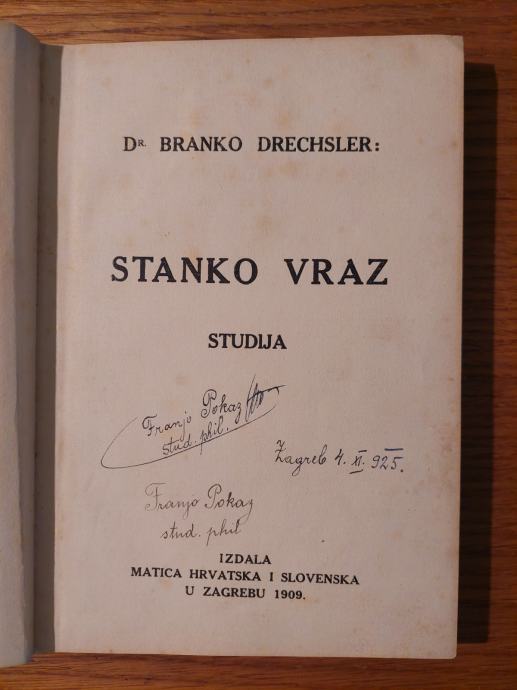 Dr. BRANKO DRECHSLER:
STANKO VRAZ
STUDIJA
Franjo Pokaz
stud. phil.
Zagreb 4. XI. 925.
Franjo Pokaz
stud. phil
IZDALA
MATICA HRVATSKA I SLOVENSKA
U ZAGREBU 1909.